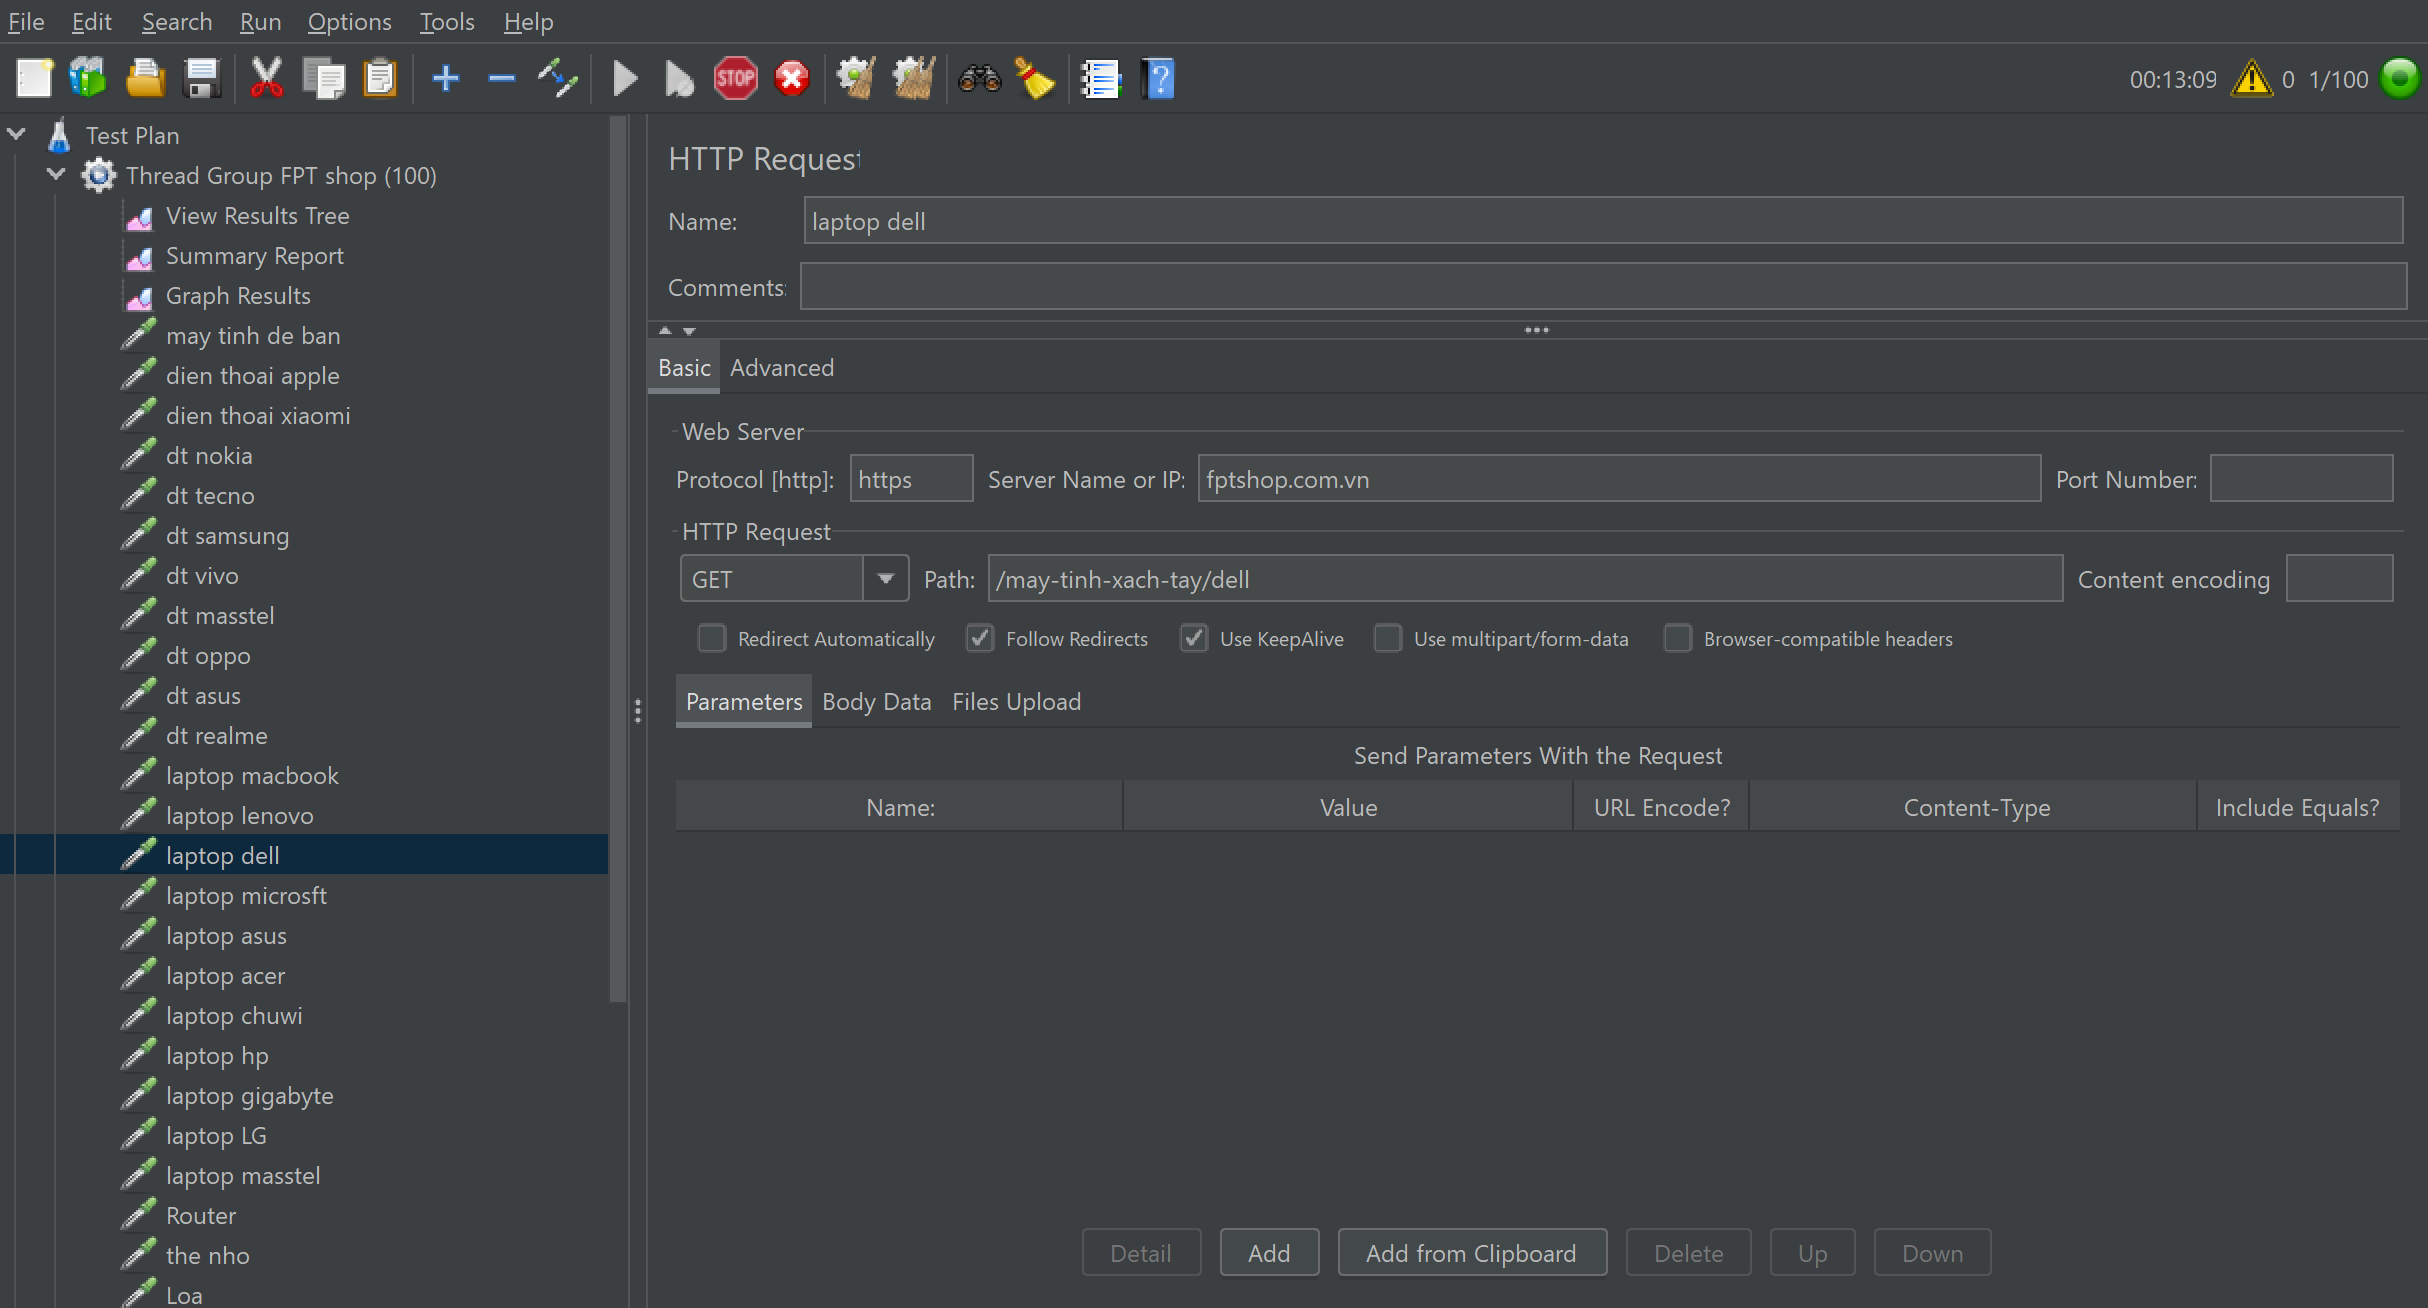 File Edit Search Run Options Tools Help
STOP
00:13:09 0 1/100
Test Plan
Thread Group FPT shop (100)
View Results Tree
Summary Report
Graph Results
may tinh de ban
dien thoai apple
dien thoai xiaomi
dt nokia
dt tecno
dt samsung
dt vivo
dt masstel
dt oppo
dt asus
dt realme
laptop macbook
laptop lenovo
laptop dell
laptop microsft
laptop asus
laptop acer
laptop chuwi
laptop hp
laptop gigabyte
laptop LG
laptop masstel
Router
the nho
Loa
HTTP Request
Name: laptop dell
Comments:
Basic Advanced
Web Server
Protocol [http]: https Server Name or IP: fptshop.com.vn Port Number:
HTTP Request
GET Path: /may-tinh-xach-tay/dell Content encoding
Redirect Automatically Follow Redirects Use KeepAlive Use multipart/form-data Browser-compatible headers
Parameters Body Data Files Upload
Send Parameters With the Request
Name: Value URL Encode? Content-Type Include Equals?
Detail Add Add from Clipboard Delete Up Down